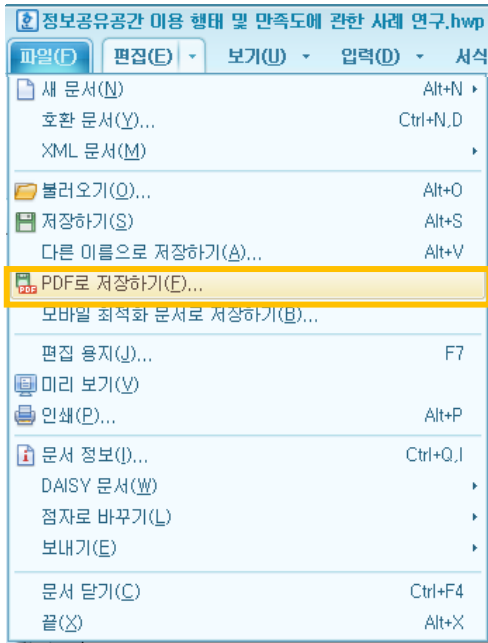 정보공유공간 이용 행태 및 만족도에 관한 사례 연구.hwp
파일(F) 편집(E) 보기(U) 입력(D) 서식
새 문서(N) Alt+N
호환 문서(Y)... Ctrl+N,D
XML 문서(M)
불러오기(O)... Alt+O
저장하기(S) Alt+S
다른 이름으로 저장하기(A)... Alt+V
PDF로 저장하기(F)...
모바일 최적화 문서로 저장하기(B)...
편집 용지(J)... F7
미리 보기(V)
인쇄(P)... Alt+P
문서 정보(I)... Ctrl+Q,I
DAISY 문서(W)
점자로 바꾸기(L)
보내기(E)
문서 닫기(C) Ctrl+F4
끝(X) Alt+X